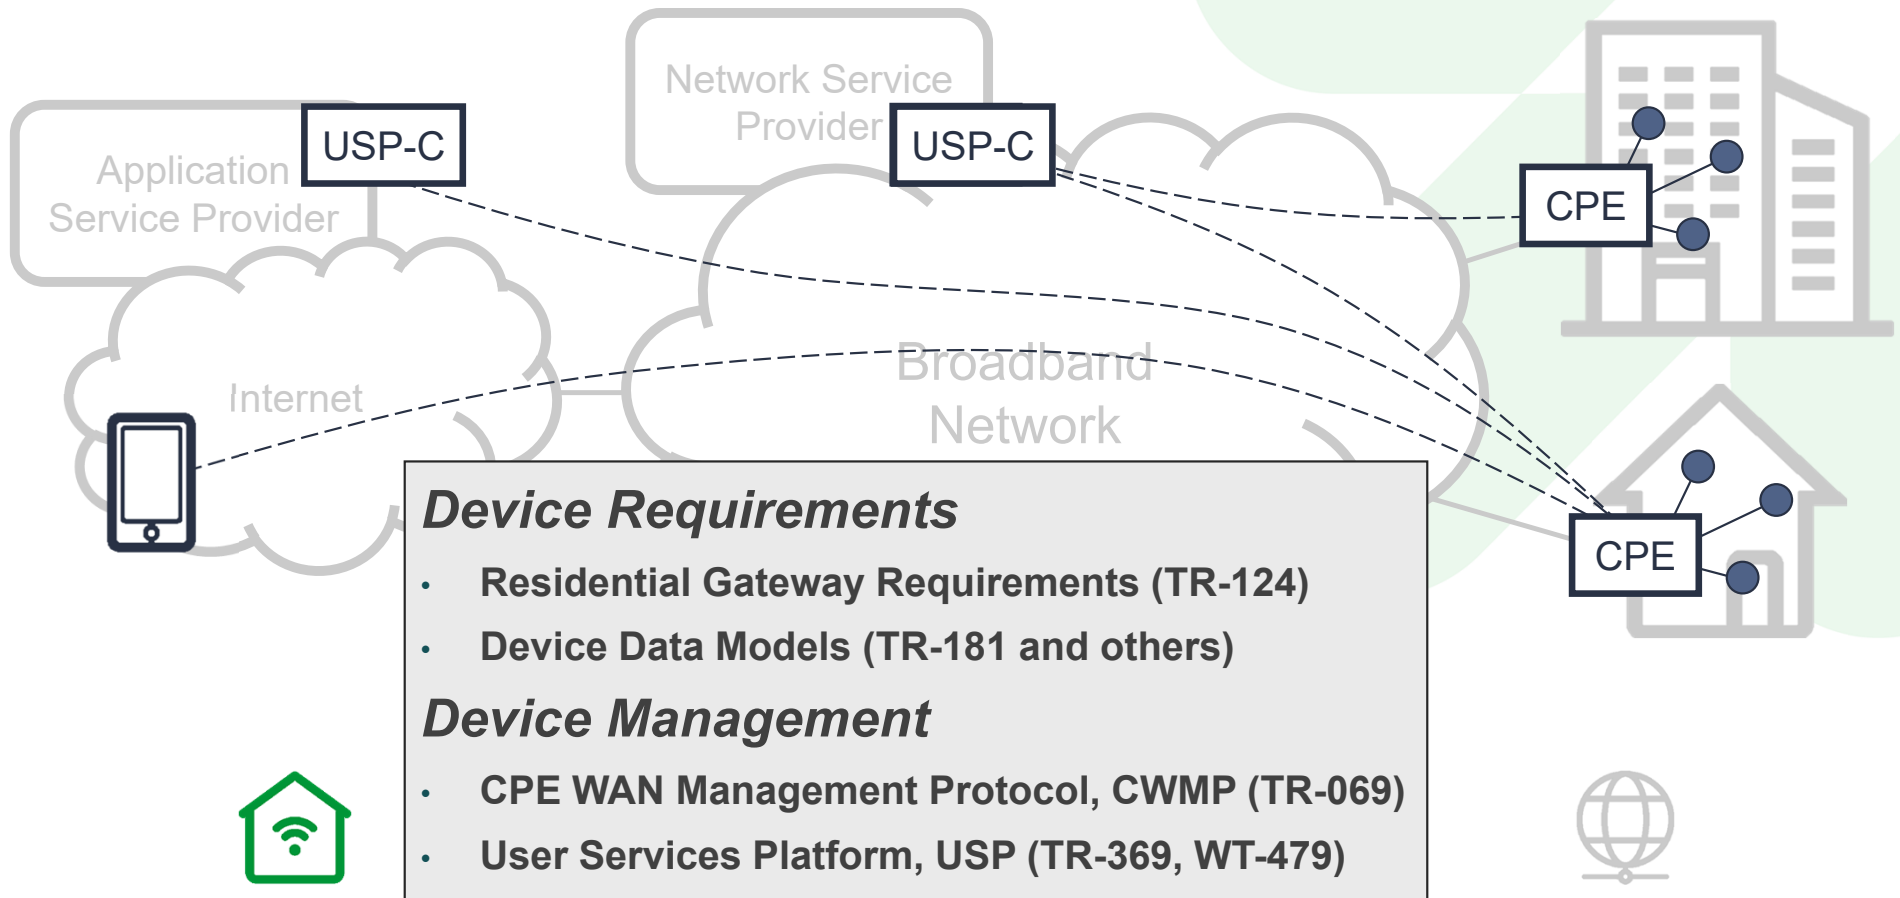 Network Service
Provider
USP-C
USP-C
Application
Service Provider
CPE
Internet
Broadband
Network
CPE
Device Requirements
• Residential Gateway Requirements (TR-124)
• Device Data Models (TR-181 and others)
Device Management
• CPE WAN Management Protocol, CWMP (TR-069)
• User Services Platform, USP (TR-369, WT-479)